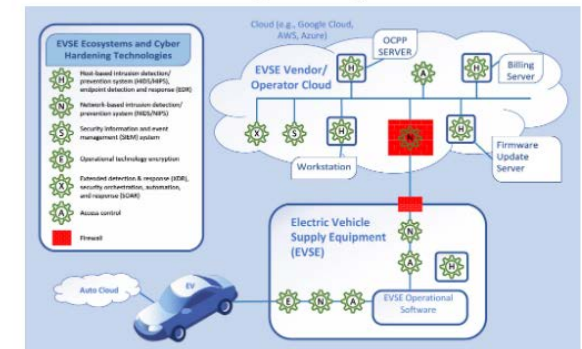 EVSE Ecosystems and Cyber
Hardening Technologies
H
Host-based intrusion detection/
prevention system (HIDS/HIPS)
endpoint detection and response (EDR)
N
Network-based intrusion detection/
prevention system (NIDS/NIPS)
S
Security information and event
management (SIEM) system
E
Operational technology encryption
X
Extended detection & response (XDR),
security orchestration, automation,
and response (SOAR)
A
Access control
Firewall
Cloud (e.g., Google Cloud,
AWS, Azure)
OCPP
SERVER
EVSE Vendor/
Operator Cloud
H
A
H
Billing
Server
X
S
H
N
H
Workstation
Firmware
Update
Server
Electric Vehicle
Supply Equipment
(EVSE)
N
A
H
Auto Cloud
EV
E
N
A
EVSE Operational
Software